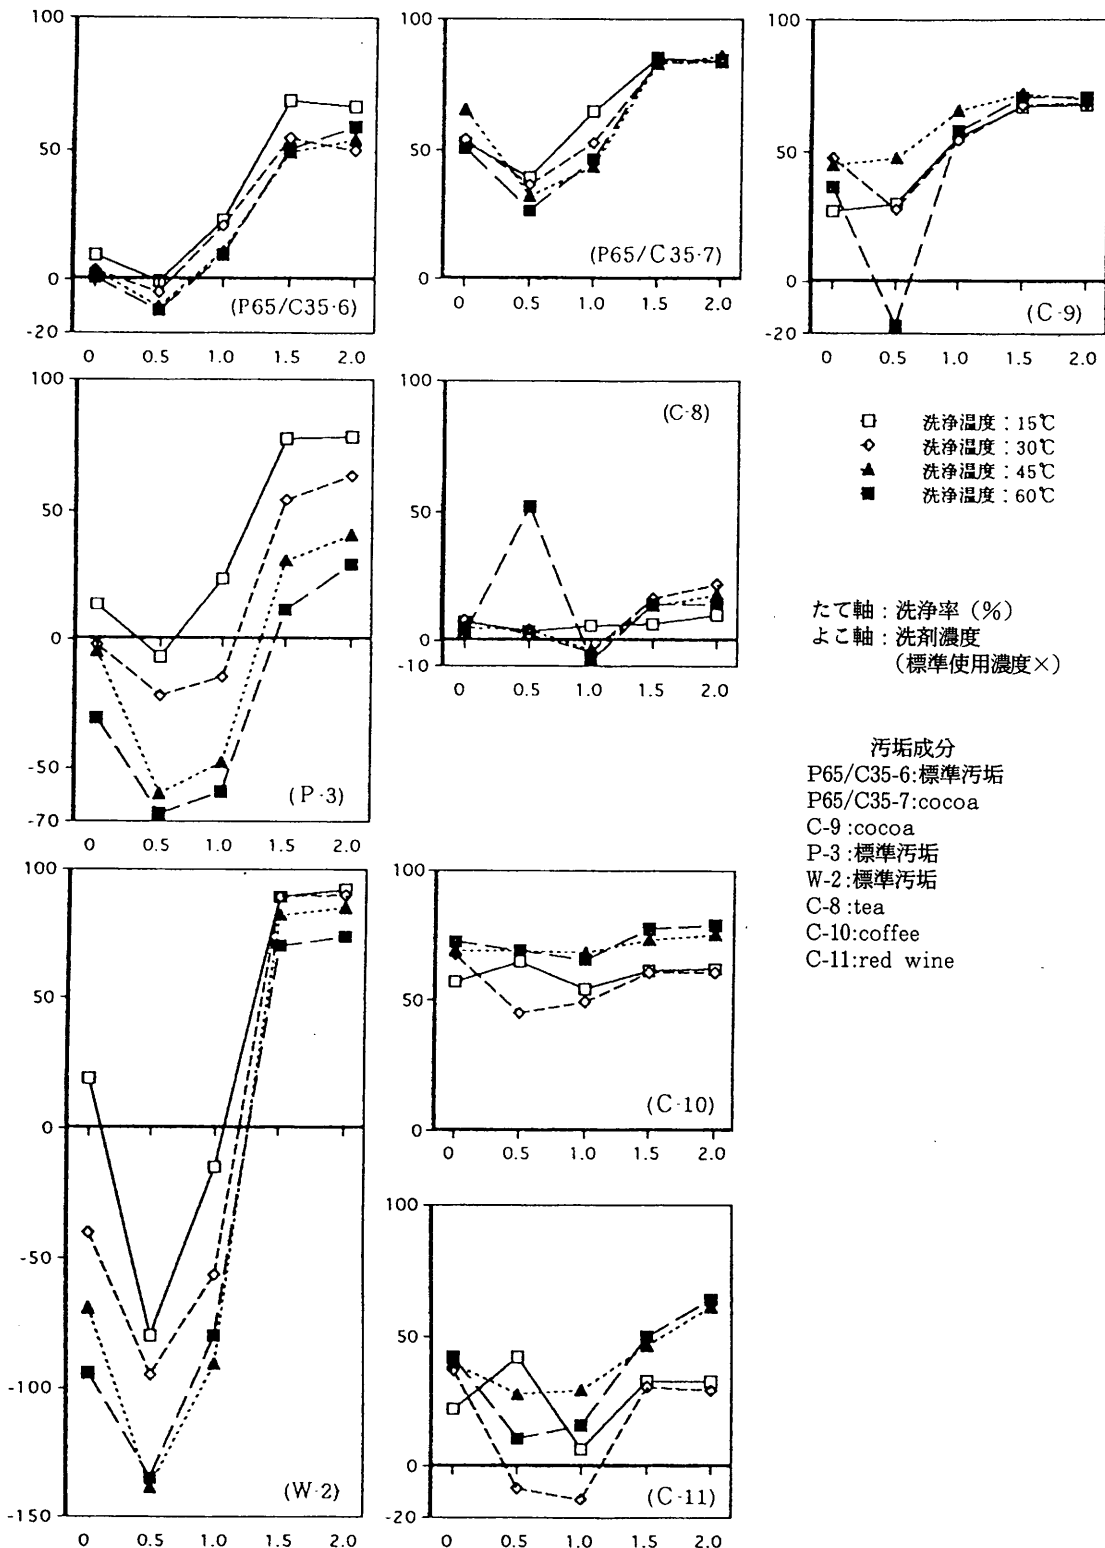 100
50
0
-20
(P65/C35·6)
0 0.5 1.0 1.5 2.0
100
50
0
(P65/C35·7)
0 0.5 1.0 1.5 2.0
100
50
0
-20
(C-9)
0 0.5 1.0 1.5 2.0
100
50
0
-50
-70
(P·3)
0 0.5 1.0 1.5 2.0
100
50
0
-10
(C·8)
0 0.5 1.0 1.5 2.0
洗浄温度：15℃
洗浄温度：30℃
洗浄温度：45℃
洗浄温度：60℃
たて軸：洗浄率（%）
よこ軸：洗剤濃度
（標準使用濃度×）
汚垢成分
P65/C35-6:標準汚垢
P65/C35-7:cocoa
C-9:cocoa
P-3:標準汚垢
W-2:標準汚垢
C-8:tea
C-10:coffee
C-11:red wine
100
50
0
-50
-100
-150
(W·2)
0 0.5 1.0 1.5 2.0
100
50
0
(C·10)
0 0.5 1.0 1.5 2.0
100
50
0
-20
(C·11)
0 0.5 1.0 1.5 2.0